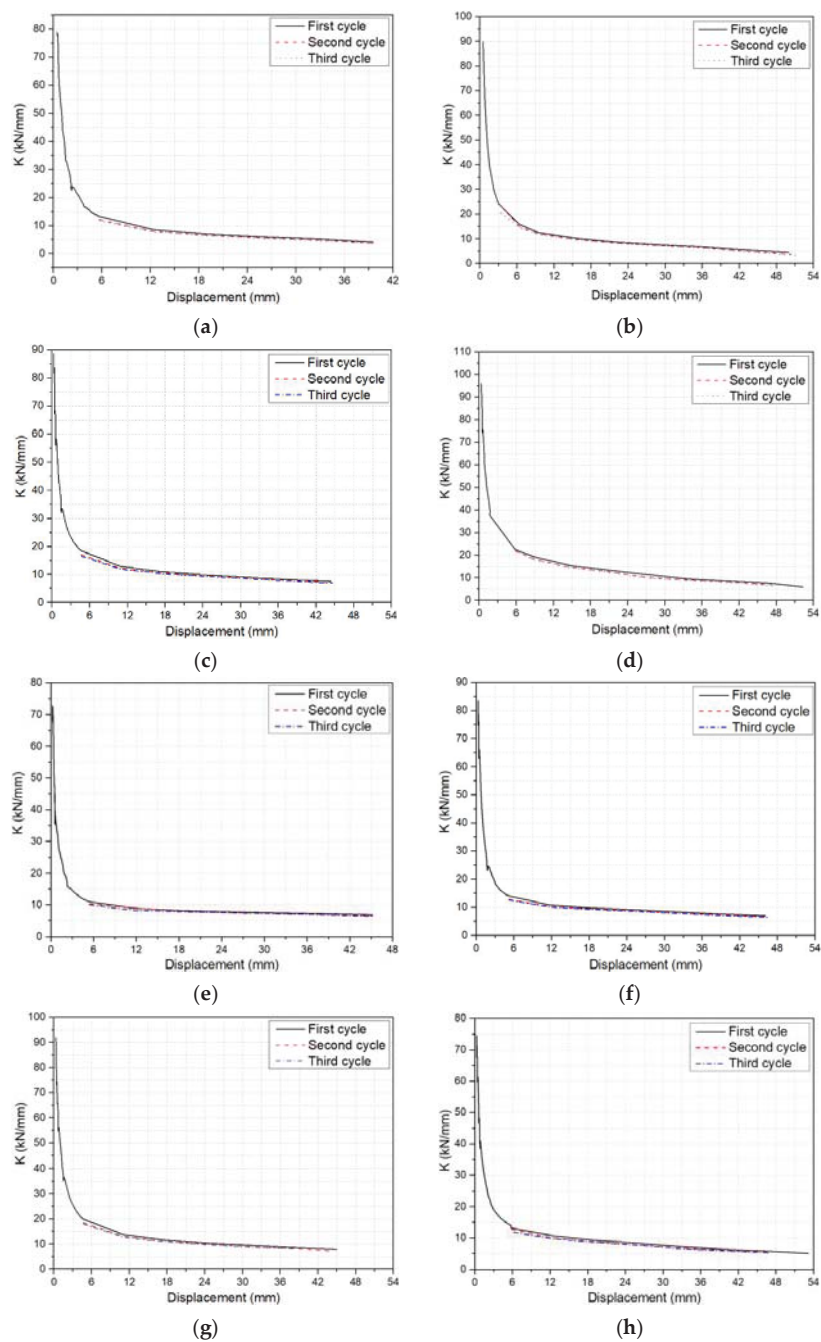 First cycle
Second cycle
Third cycle
K (kN/mm)
80
70
60
50
40
30
20
10
0
0 6 12 18 24 30 36 42
Displacement (mm)
(a)
First cycle
Second cycle
Third cycle
K (kN/mm)
100
90
80
70
60
50
40
30
20
10
0
0 6 12 18 24 30 36 42 48 54
Displacement (mm)
(b)
First cycle
Second cycle
Third cycle
K (kN/mm)
90
80
70
60
50
40
30
20
10
0
0 6 12 18 24 30 36 42 48 54
Displacement (mm)
(c)
First cycle
Second cycle
Third cycle
K (kN/mm)
110
100
90
80
70
60
50
40
30
20
10
0
0 6 12 18 24 30 36 42 48 54
Displacement (mm)
(d)
First cycle
Second cycle
Third cycle
K (kN/mm)
80
70
60
50
40
30
20
10
0
0 6 12 18 24 30 36 42 48
Displacement (mm)
(e)
First cycle
Second cycle
Third cycle
K (kN/mm)
90
80
70
60
50
40
30
20
10
0
0 6 12 18 24 30 36 42 48 54
Displacement (mm)
(f)
First cycle
Second cycle
Third cycle
K (kN/mm)
100
90
80
70
60
50
40
30
20
10
0
0 6 12 18 24 30 36 42 48 54
Displacement (mm)
(g)
First cycle
Second cycle
Third cycle
K (kN/mm)
80
70
60
50
40
30
20
10
0
0 6 12 18 24 30 36 42 48 54
Displacement (mm)
(h)